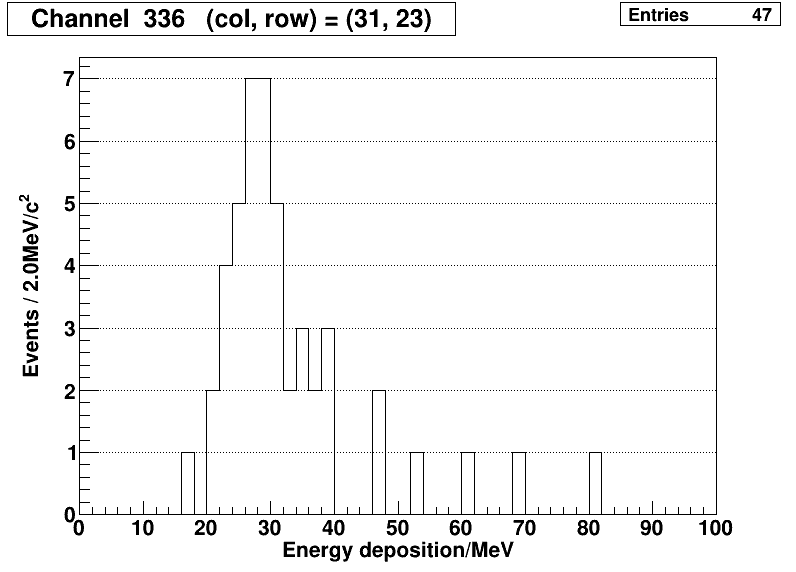 Channel 336 (col, row) = (31, 23)
Entries 47
7
6
5
4
3
2
1
0
Events / 2.0MeV/c²
0 10 20 30 40 50 60 70 80 90 100
Energy deposition/MeV